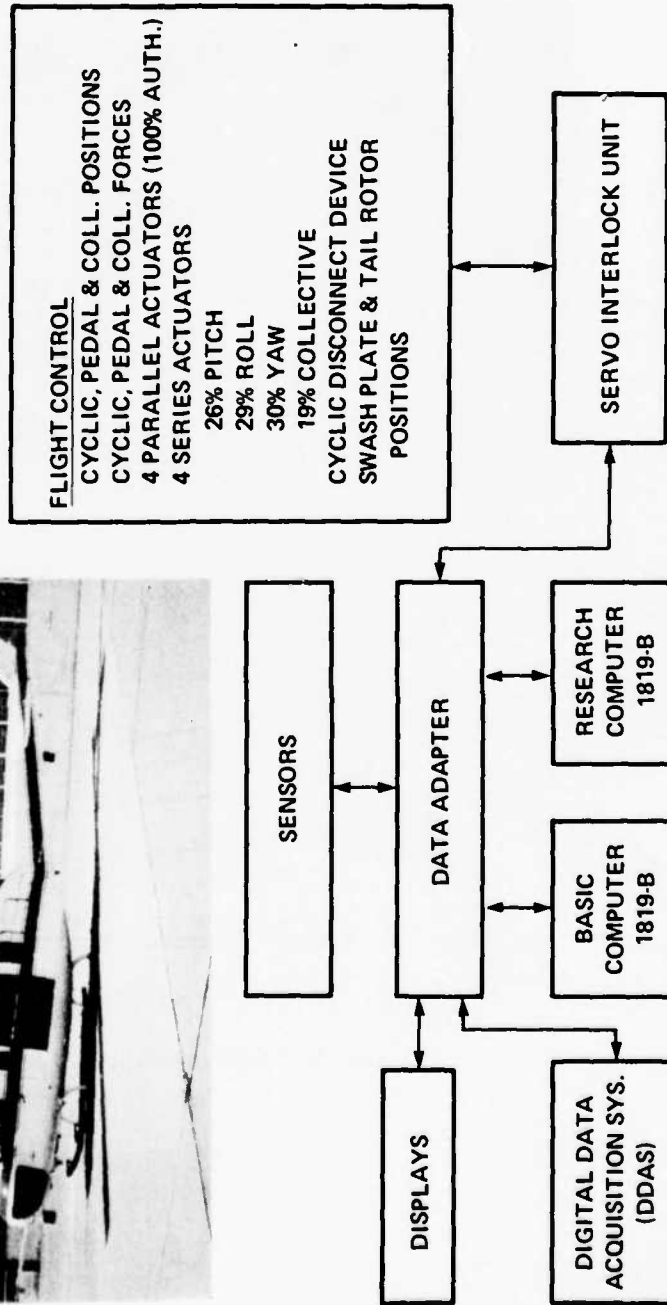 FLIGHT CONTROL
CYCLIC, PEDAL & COLL. POSITIONS
CYCLIC, PEDAL & COLL. FORCES
4 PARALLEL ACTUATORS (100% AUTH.)
4 SERIES ACTUATORS
26% PITCH
29% ROLL
30% YAW
19% COLLECTIVE
CYCLIC DISCONNECT DEVICE
SWASH PLATE & TAIL ROTOR
POSITIONS
SENSORS
DISPLAYS
DATA ADAPTER
SERVO INTERLOCK UNIT
DIGITAL DATA
ACQUISITION SYS.
(DDAS)
BASIC
COMPUTER
1819-B
RESEARCH
COMPUTER
1819-B